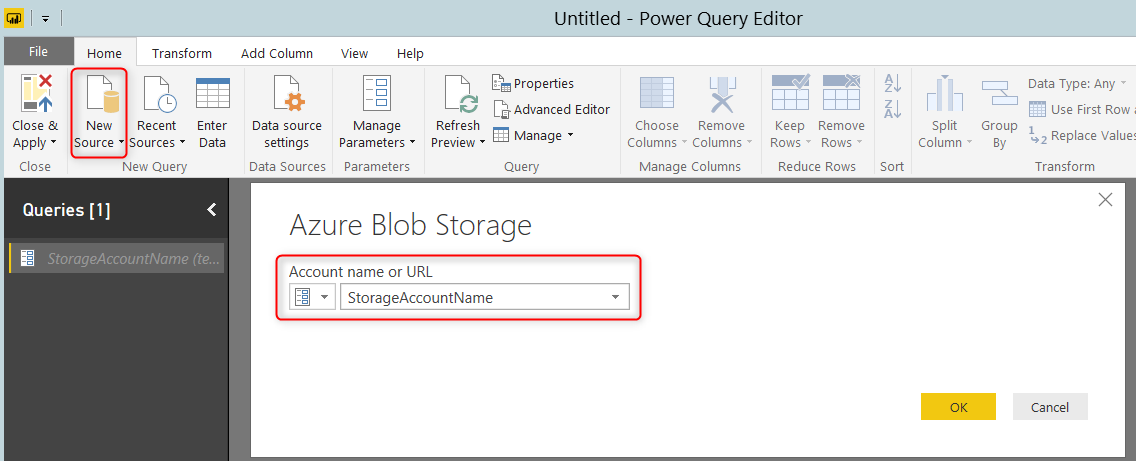 Untitled - Power Query Editor
File Home Transform Add Column View Help
Close & Apply
New Source
Recent Sources
Enter Data
Data source settings
Manage Parameters
Refresh Preview
Properties
Advanced Editor
Manage
Choose Columns
Remove Columns
Keep Rows
Remove Rows
Split Column
Group By
Data Type: Any
Use First Row a
Replace Values
Close
New Query
Data Sources
Parameters
Query
Manage Columns
Reduce Rows
Sort
Transform
Queries [1]
StorageAccountName (te...
Azure Blob Storage
Account name or URL
StorageAccountName
OK
Cancel